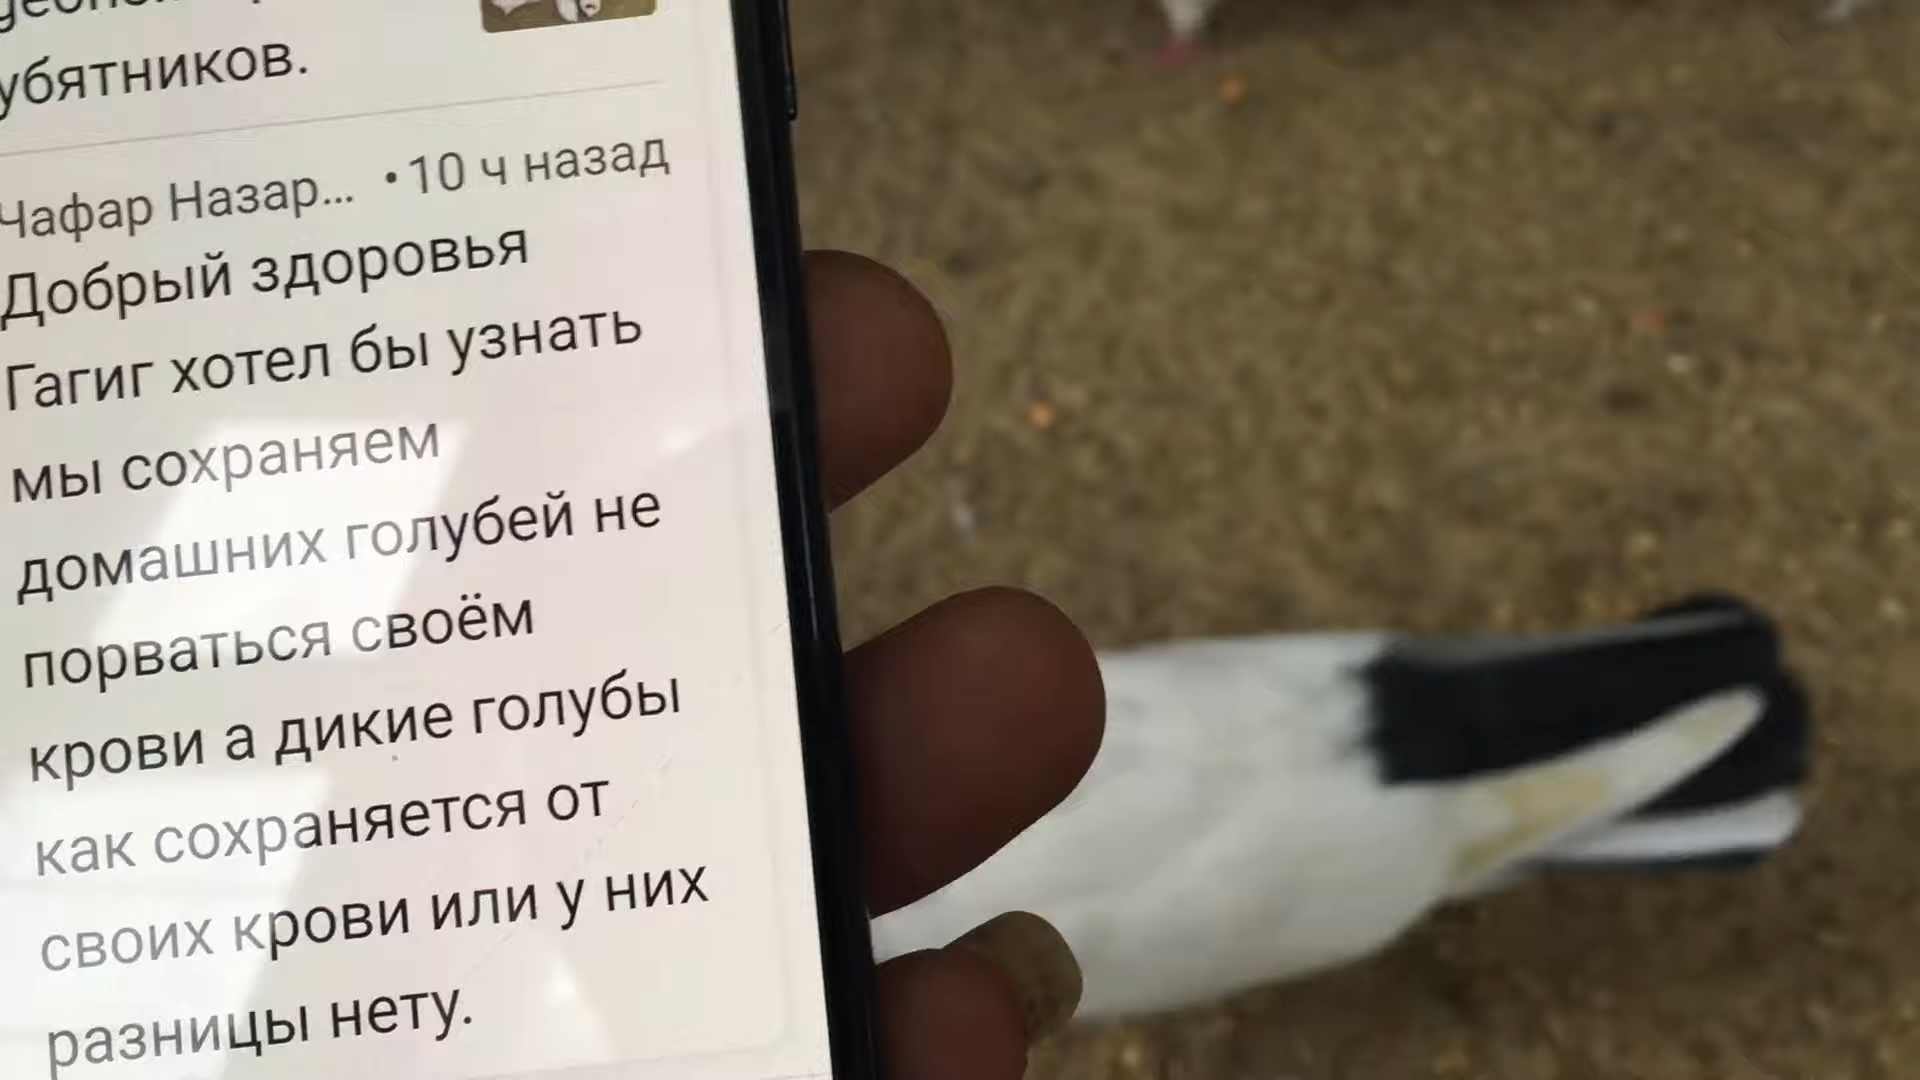 убятников.
Чафар Назар... • 10 ч назад
Добрый здоровья
Гагиг хотел бы узнать
мы сохраняем
домашних голубей не
порваться своём
крови а дикие голубы
как сохраняется от
своих крови или у них
разницы нету.